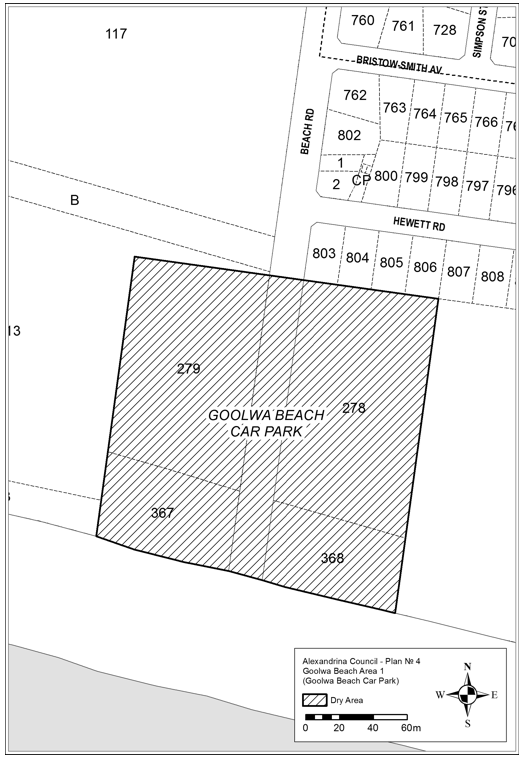 117
760
761
728
SIMPSON ST
70
BRISTOW-SMITH AV
762
763
764
765
766
76
BEACH RD
802
1
2
CP
800
799
798
797
796
B
HEWETT RD
803
804
805
806
807
808
13
279
278
GOOLWA BEACH
CAR PARK
367
368
Alexandrina Council - Plan № 4
Goolwa Beach Area 1
(Goolwa Beach Car Park)
Dry Area
0 20 40 60m
N
W E
S